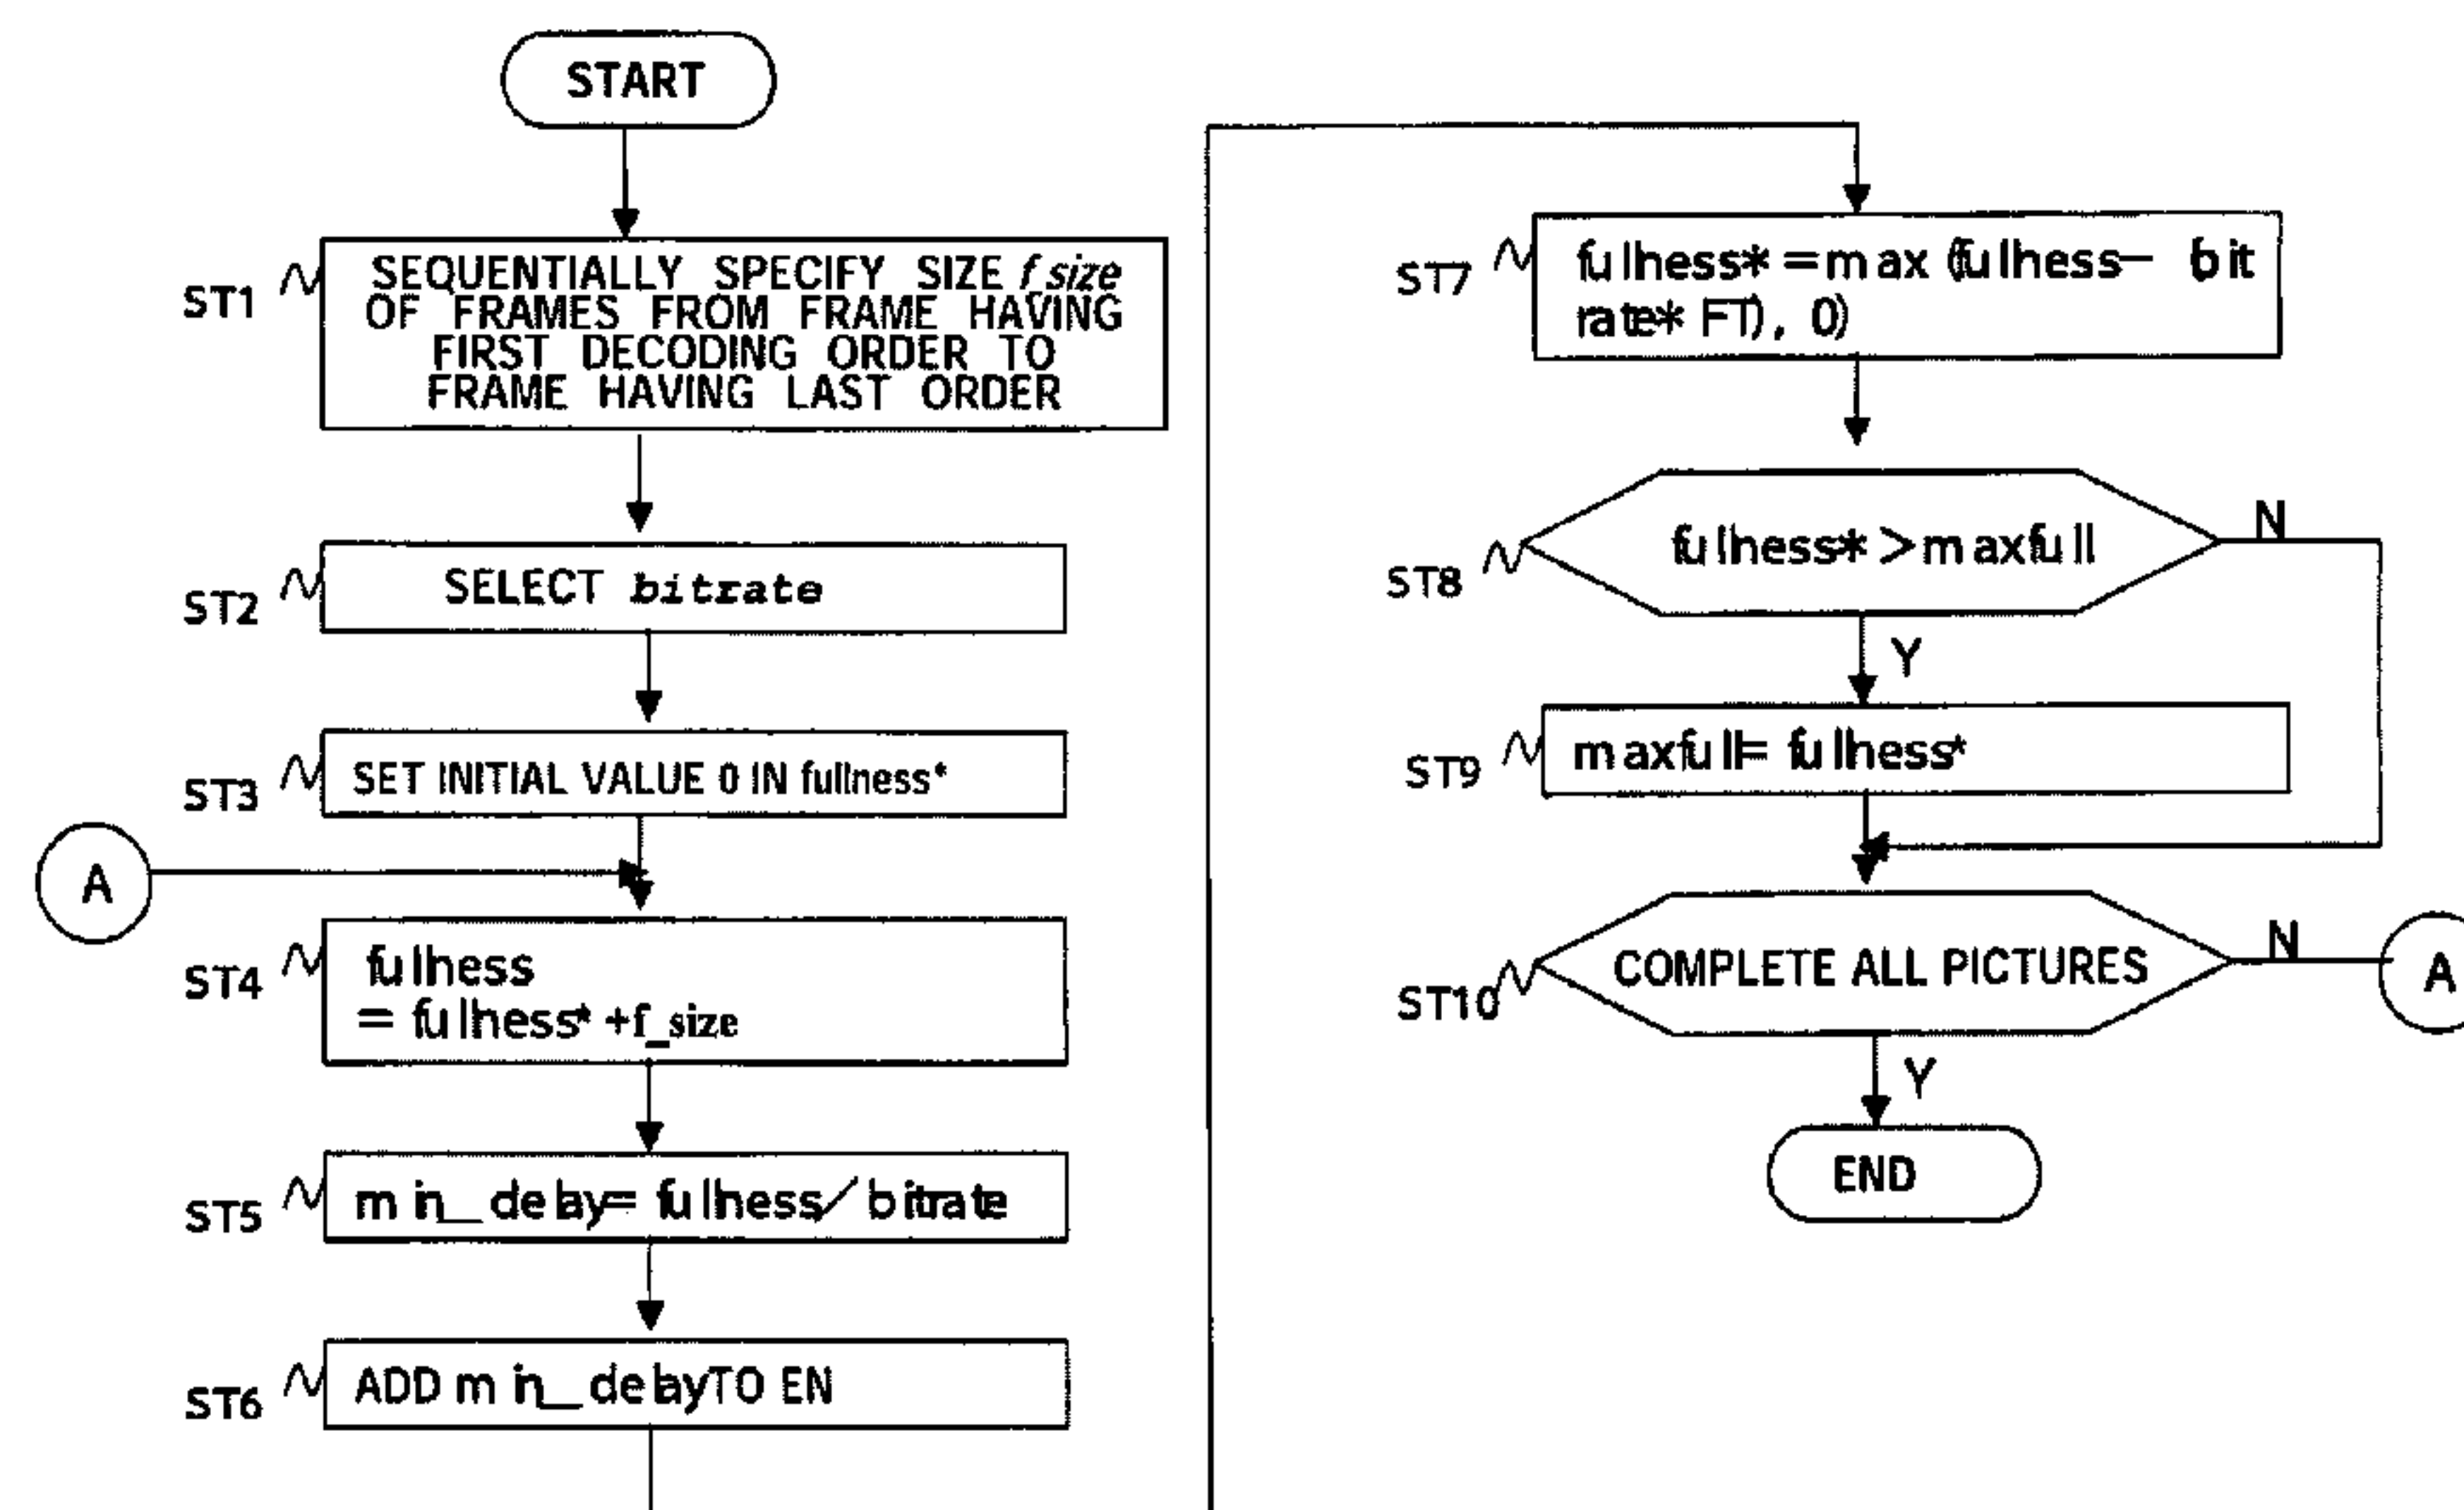 START
ST1
SEQUENTIALLY SPECIFY SIZE f_size
OF FRAMES FROM FRAME HAVING
FIRST DECODING ORDER TO
FRAME HAVING LAST ORDER
ST2
SELECT bitrate
ST3
SET INITIAL VALUE 0 IN fullness*
A
ST4
fullness
= fullness* +f_size
ST5
min_delay= fullness/bitrate
ST6
ADD min_delay TO EN
ST7
fullness* =max (fullness- bit
rate* FT), 0)
ST8
fullness* >maxfull
N
Y
ST9
maxfull= fullness*
ST10
COMPLETE ALL PICTURES
N
A
Y
END